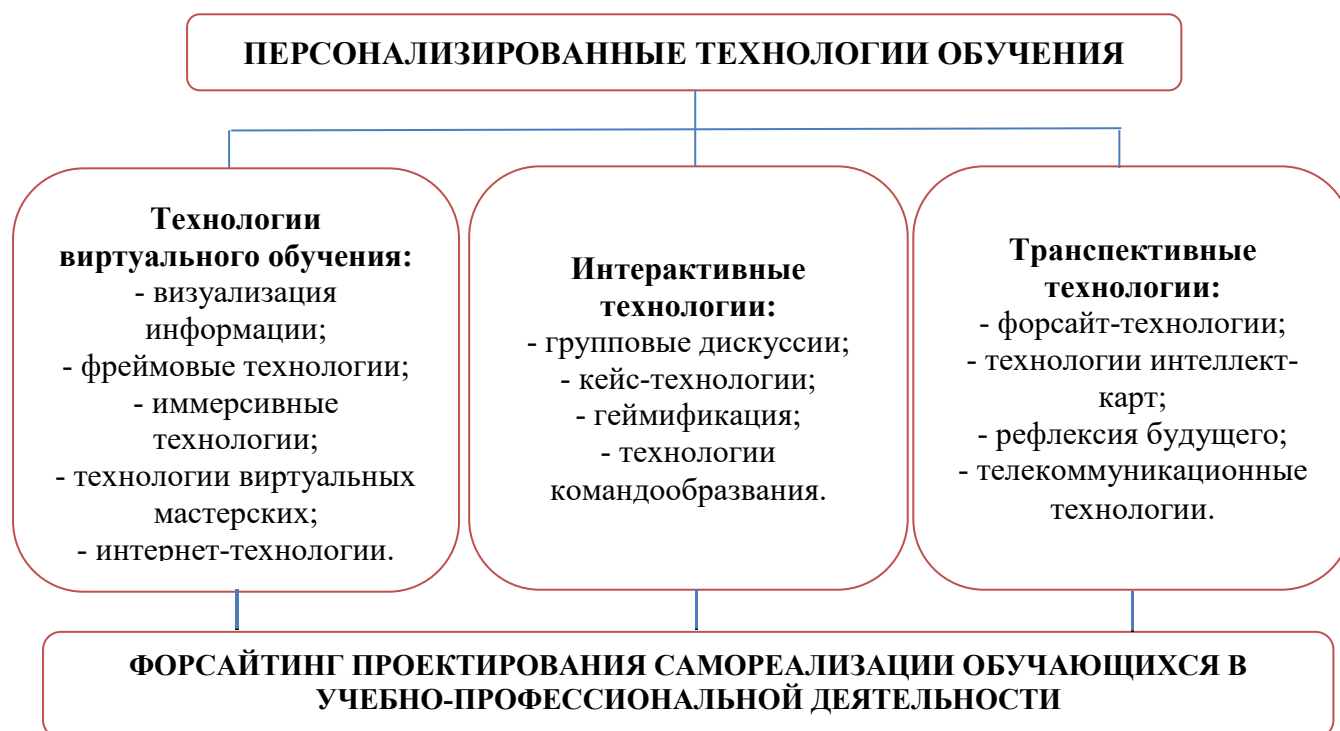 ПЕРСОНАЛИЗИРОВАННЫЕ ТЕХНОЛОГИИ ОБУЧЕНИЯ
Технологии
виртуального обучения:
- визуализация
информации;
- фреймовые технологии;
- иммерсивные
технологии;
- технологии виртуальных
мастерских;
- интернет-технологии.
Интерактивные
технологии:
- групповые дискуссии;
- кейс-технологии;
- геймификация;
- технологии
командообразвания.
Транспективные
технологии:
- форсайт-технологии;
- технологии интеллект-
карт;
- рефлексия будущего;
- телекоммуникационные
технологии.
ФОРСАЙТИНГ ПРОЕКТИРОВАНИЯ САМОРЕАЛИЗАЦИИ ОБУЧАЮЩИХСЯ В
УЧЕБНО-ПРОФЕССИОНАЛЬНОЙ ДЕЯТЕЛЬНОСТИ